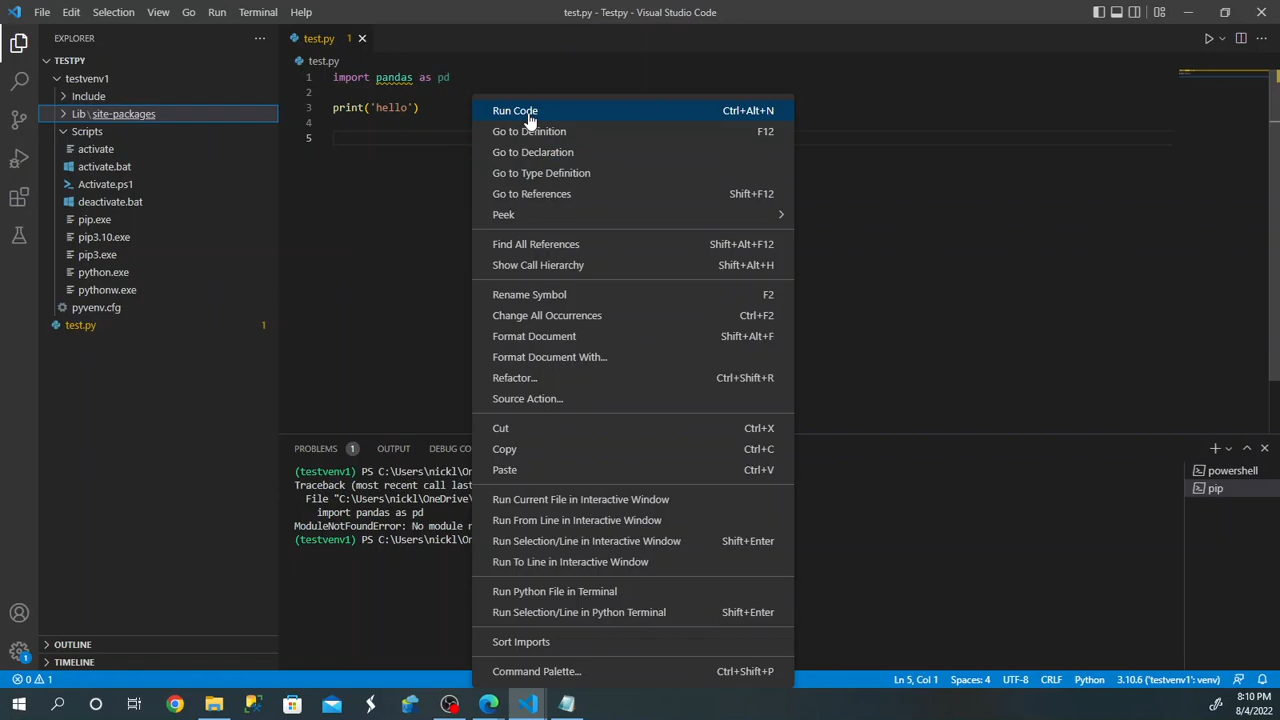 File Edit Selection View Go Run Terminal Help test.py - Testpy - Visual Studio Code
EXPLORER
test.py 1
TESTPY
test.py
testvenv1
Include
Lib\site-packages
Scripts
activate
activate.bat
Activate.ps1
deactivate.bat
pip.exe
pip3.10.exe
pip3.exe
python.exe
pythonw.exe
pyvenv.cfg
test.py 1
OUTLINE
TIMELINE
1 import pandas as pd
2
3 print('hello')
4
5
Run Code Ctrl+Alt+N
Go to Definition F12
Go to Declaration
Go to Type Definition
Go to References Shift+F12
Peek
Find All References Shift+Alt+F12
Show Call Hierarchy Shift+Alt+H
Rename Symbol F2
Change All Occurrences Ctrl+F2
Format Document Shift+Alt+F
Format Document With...
Refactor... Ctrl+Shift+R
Source Action...
Cut Ctrl+X
Copy Ctrl+C
Paste Ctrl+V
Run Current File in Interactive Window
Run From Line in Interactive Window
Run Selection/Line in Interactive Window Shift+Enter
Run To Line in Interactive Window
Run Python File in Terminal
Run Selection/Line in Python Terminal Shift+Enter
Sort Imports
Command Palette... Ctrl+Shift+P
PROBLEMS 1 OUTPUT DEBUG CO
(testvenv1) PS C:\Users\nickl\On
Traceback (most recent call last
File "C:\Users\nickl\OneDrive\
import pandas as pd
ModuleNotFoundError: No module n
(testvenv1) PS C:\Users\nickl\On
powershell
pip
0 1 Ln 5, Col 1 Spaces: 4 UTF-8 CRLF Python 3.10.6 ('testvenv1': venv)
1
8:10 PM
8/4/2022